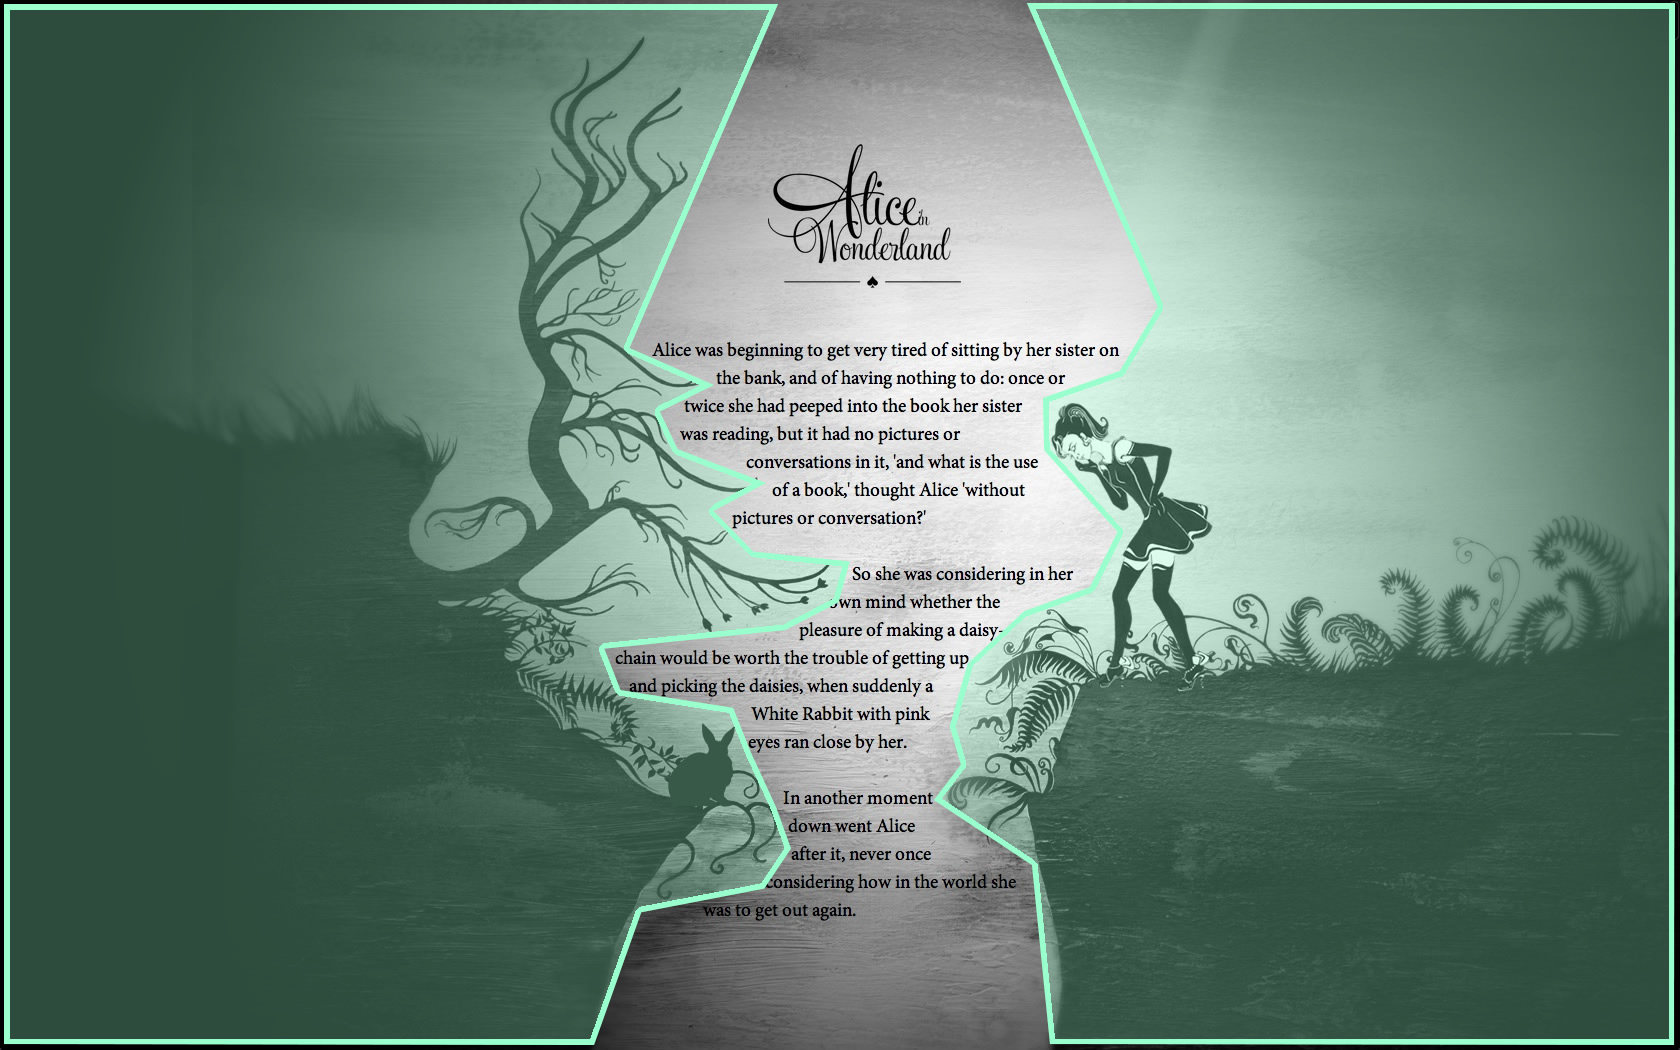 Alice in
Wonderland
Alice was beginning to get very tired of sitting by her sister on
the bank, and of having nothing to do: once or
twice she had peeped into the book her sister
was reading, but it had no pictures or
conversations in it, 'and what is the use
of a book,' thought Alice 'without
pictures or conversation?'
So she was considering in her
own mind whether the
pleasure of making a daisy-
chain would be worth the trouble of getting up
and picking the daisies, when suddenly a
White Rabbit with pink
eyes ran close by her.
In another moment
down went Alice
after it, never once
considering how in the world she
was to get out again.